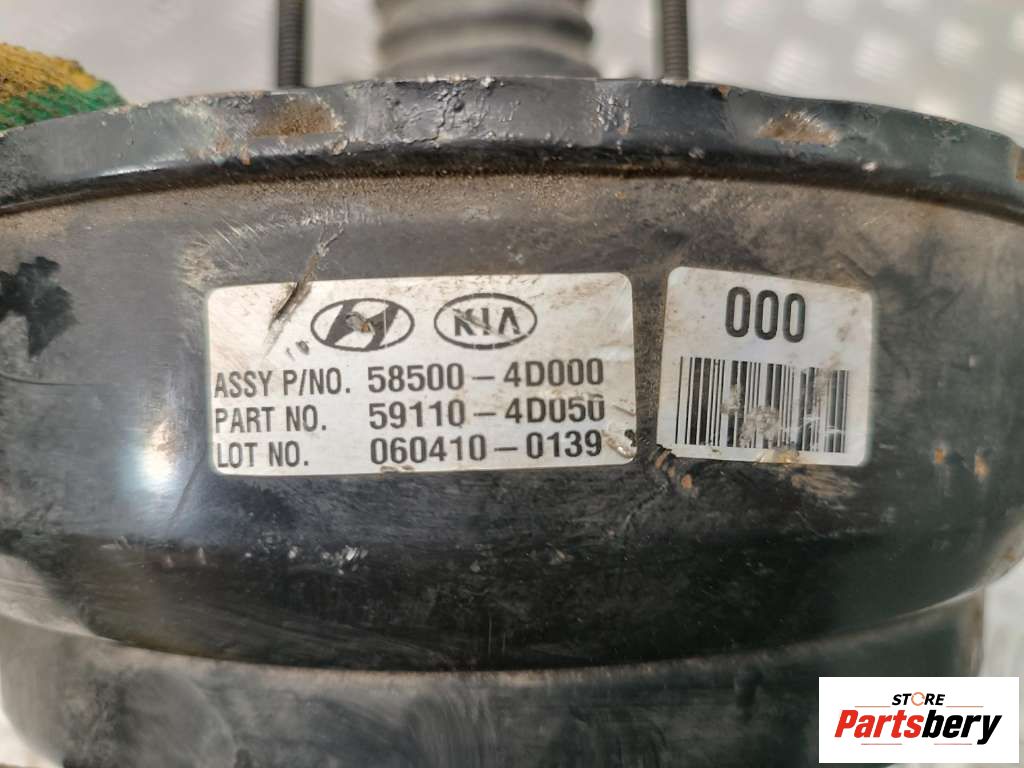 KIA
ASSY P/NO. 58500-4D000
PART NO. 59110-4D050
LOT NO. 060410-0139
000
STORE
Partsbery